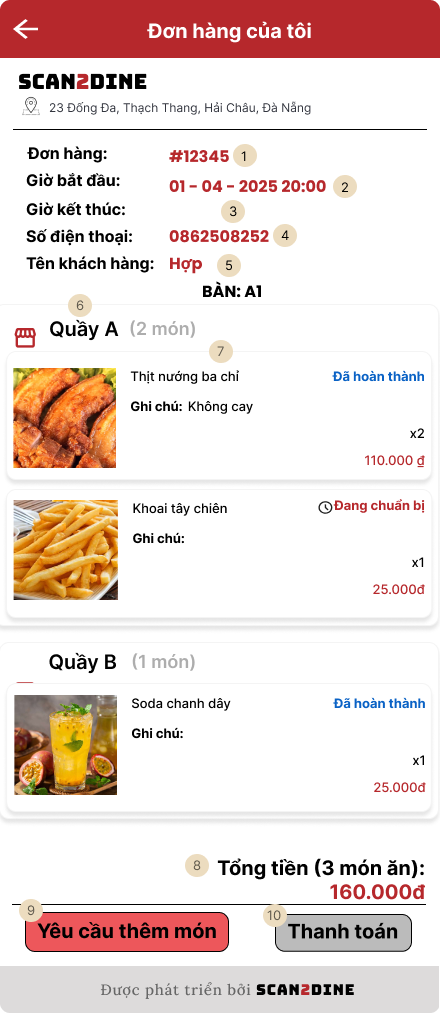 Đơn hàng của tôi
SCAN2DINE
23 Đống Đa, Thạch Thang, Hải Châu, Đà Nẵng
Đơn hàng: #12345 1
Giờ bắt đầu: 01 - 04 - 2025 20:00 2
Giờ kết thúc: 3
Số điện thoại: 0862508252 4
Tên khách hàng: Hợp 5
BÀN: A1
6
Quầy A (2 món)
7
Thịt nướng ba chỉ Đã hoàn thành
Ghi chú: Không cay
x2
110.000 ₫
Khoai tây chiên Đang chuẩn bị
Ghi chú:
x1
25.000đ
Quầy B (1 món)
Soda chanh dây Đã hoàn thành
Ghi chú:
x1
25.000đ
8 Tổng tiền (3 món ăn):
160.000đ
9 10
Yêu cầu thêm món Thanh toán
Được phát triển bởi SCAN2DINE